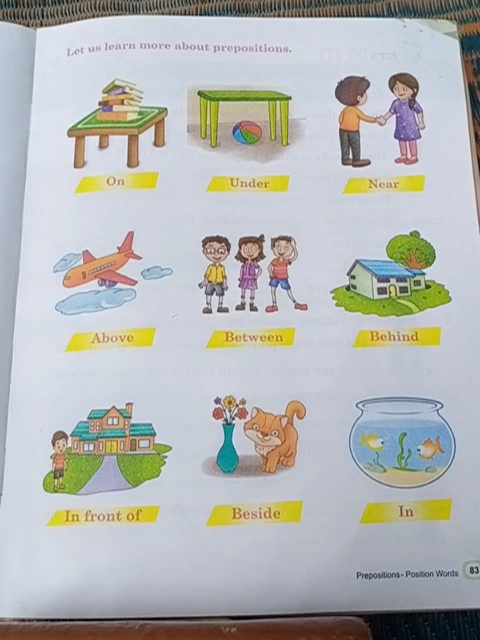 Let us learn more about prepositions.
On
Under
Near
Above
Between
Behind
In front of
Beside
In
Prepositions- Position Words 83